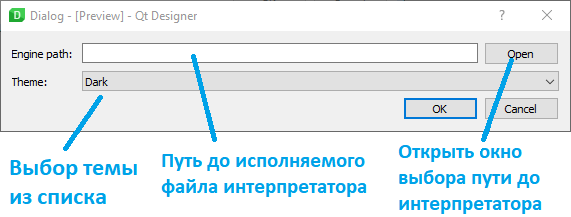 Dialog - [Preview] - Qt Designer
Engine path:
Open
Theme:
Dark
OK
Cancel
Выбор темы
из списка
Путь до исполняемого
файла интерпретатора
Открыть окно
выбора пути до
интерпретатора